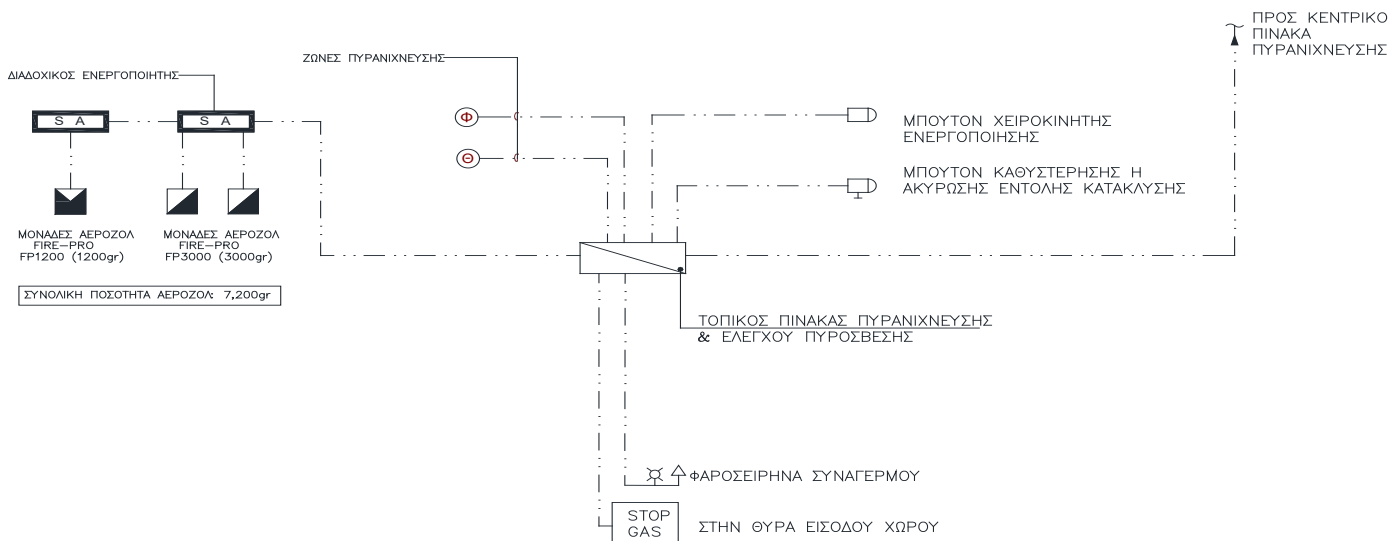 ΠΡΟΣ ΚΕΝΤΡΙΚΟ
ΠΙΝΑΚΑ
ΠΥΡΑΝΙΧΝΕΥΣΗΣ
ΖΩΝΕΣ ΠΥΡΑΝΙΧΝΕΥΣΗΣ
ΔΙΑΔΟΧΙΚΟΣ ΕΝΕΡΓΟΠΟΙΗΤΗΣ
S A
S A
Φ
Θ
ΜΠΟΥΤΟΝ ΧΕΙΡΟΚΙΝΗΤΗΣ
ΕΝΕΡΓΟΠΟΙΗΣΗΣ
ΜΠΟΥΤΟΝ ΚΑΘΥΣΤΕΡΗΣΗΣ Η
ΑΚΥΡΩΣΗΣ ΕΝΤΟΛΗΣ ΚΑΤΑΚΛΥΣΗΣ
ΜΟΝΑΔΕΣ ΑΕΡΟΖΟΛ
FIRE-PRO
FP1200 (1200gr)
ΜΟΝΑΔΕΣ ΑΕΡΟΖΟΛ
FIRE-PRO
FP3000 (3000gr)
ΣΥΝΟΛΙΚΗ ΠΟΣΟΤΗΤΑ ΑΕΡΟΖΟΛ: 7,200gr
ΤΟΠΙΚΟΣ ΠΙΝΑΚΑΣ ΠΥΡΑΝΙΧΝΕΥΣΗΣ
& ΕΛΕΓΧΟΥ ΠΥΡΟΣΒΕΣΗΣ
ΦΑΡΟΣΕΙΡΗΝΑ ΣΥΝΑΓΕΡΜΟΥ
STOP
GAS
ΣΤΗΝ ΘΥΡΑ ΕΙΣΟΔΟΥ ΧΩΡΟΥ